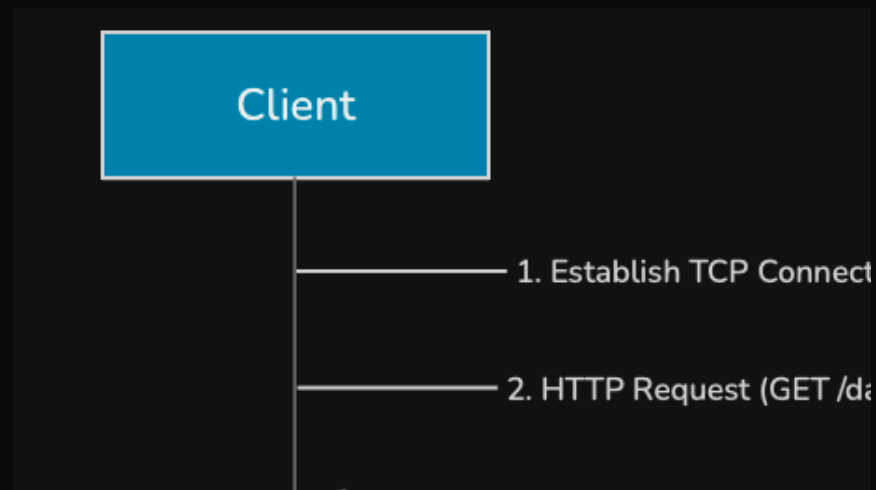 Client
1. Establish TCP Connect
2. HTTP Request (GET /da